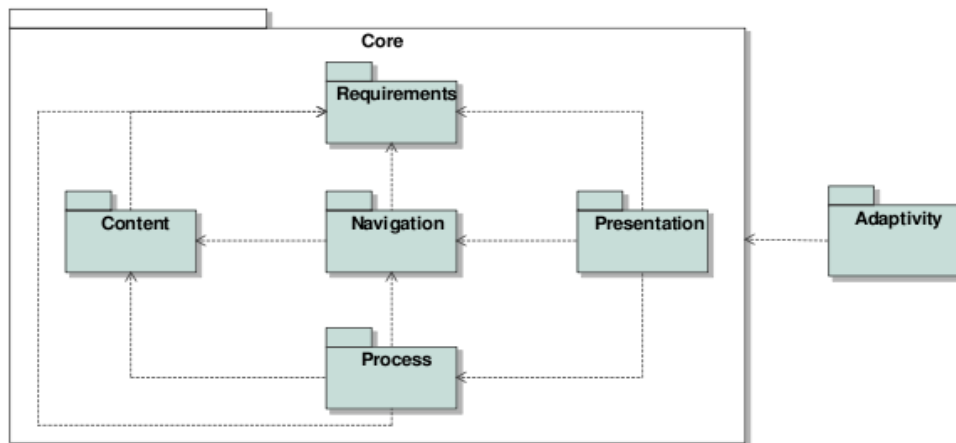 Core
Requirements
Content
Navigation
Presentation
Adaptivity
Process